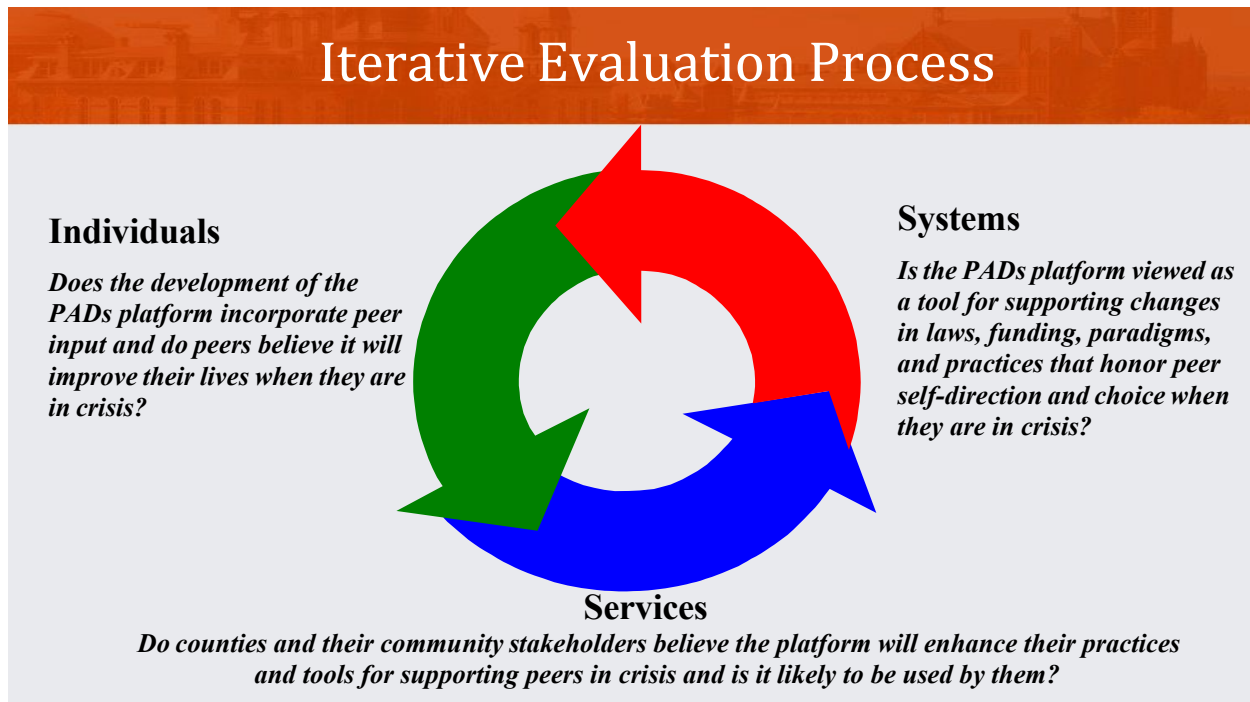 Iterative Evaluation Process
Individuals
Does the development of the
PADs platform incorporate peer
input and do peers believe it will
improve their lives when they are
in crisis?
Systems
Is the PADs platform viewed as
a tool for supporting changes
in laws, funding, paradigms,
and practices that honor peer
self-direction and choice when
they are in crisis?
Services
Do counties and their community stakeholders believe the platform will enhance their practices
and tools for supporting peers in crisis and is it likely to be used by them?